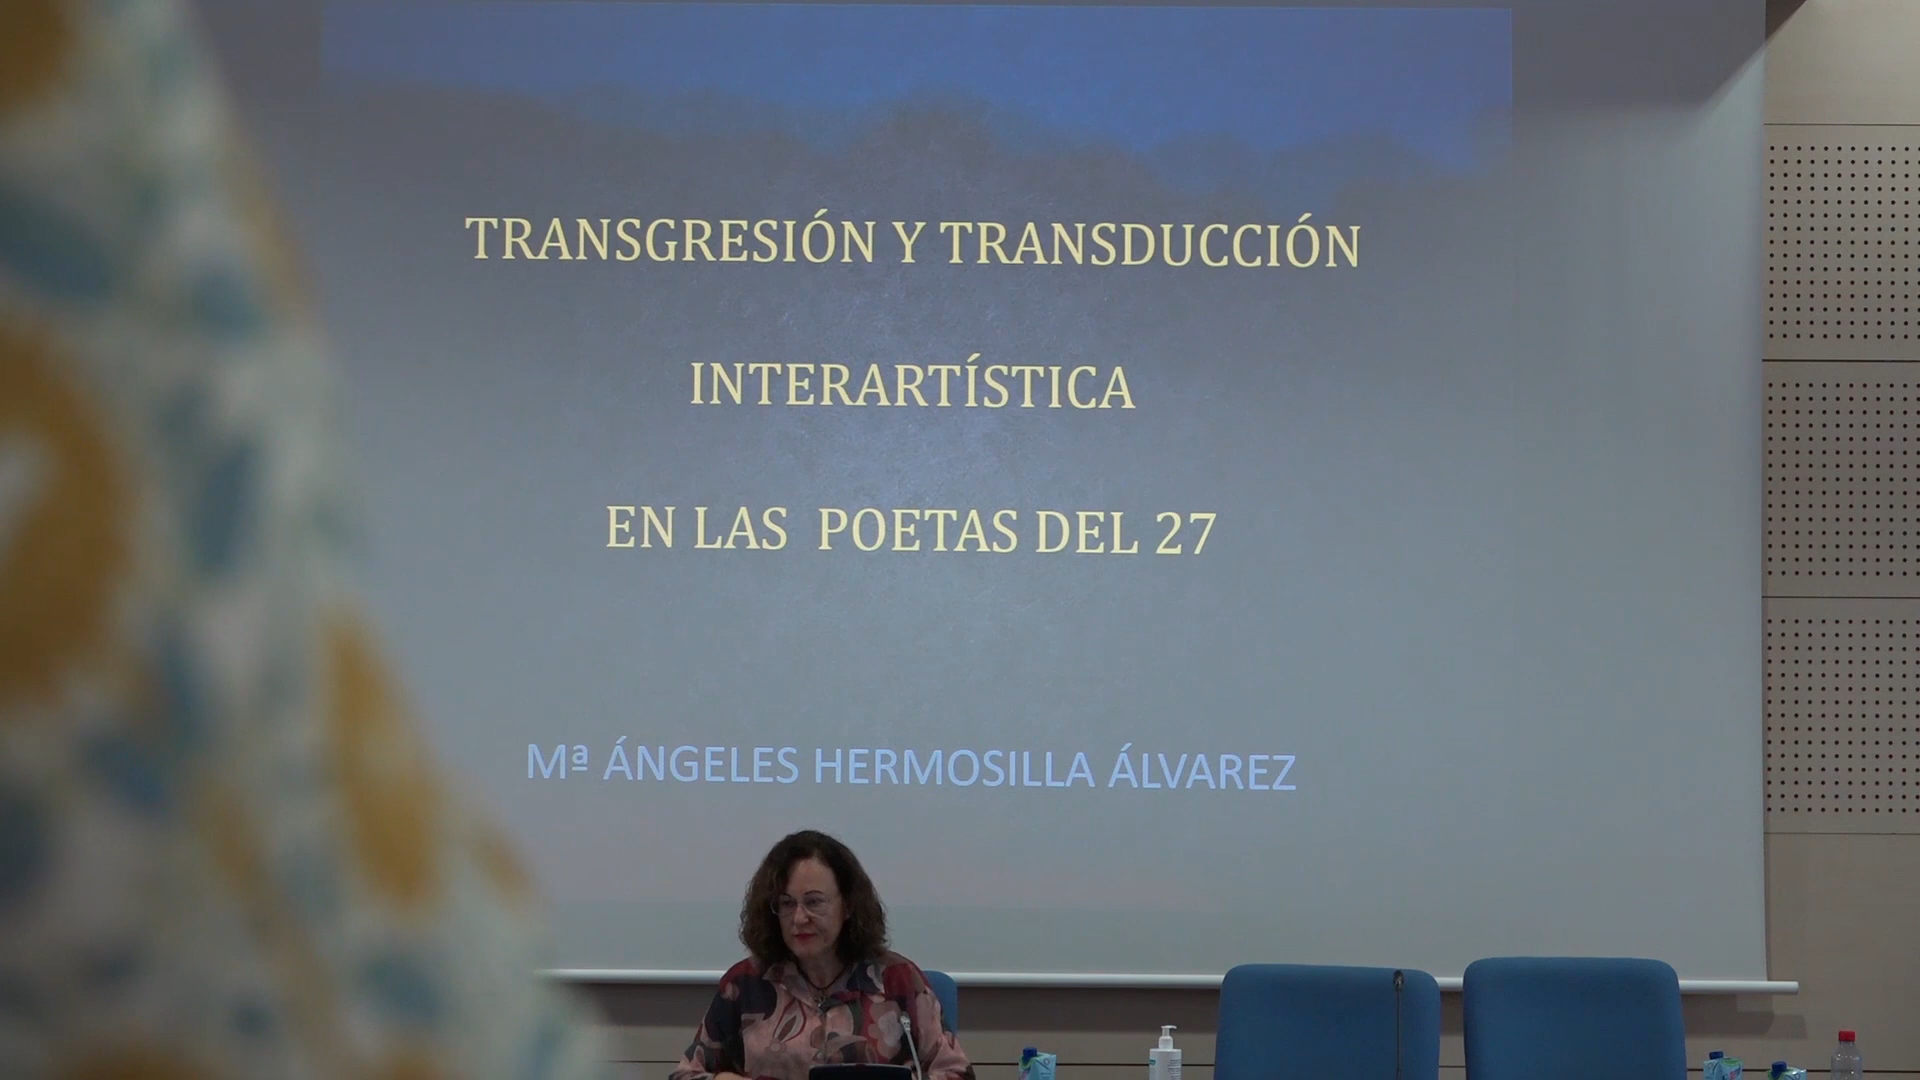 TRANSGRESIÓN Y TRANSDUCCIÓN
INTERARTÍSTICA
EN LAS POETAS DEL 27
Mª ÁNGELES HERMOSILLA ÁLVAREZ